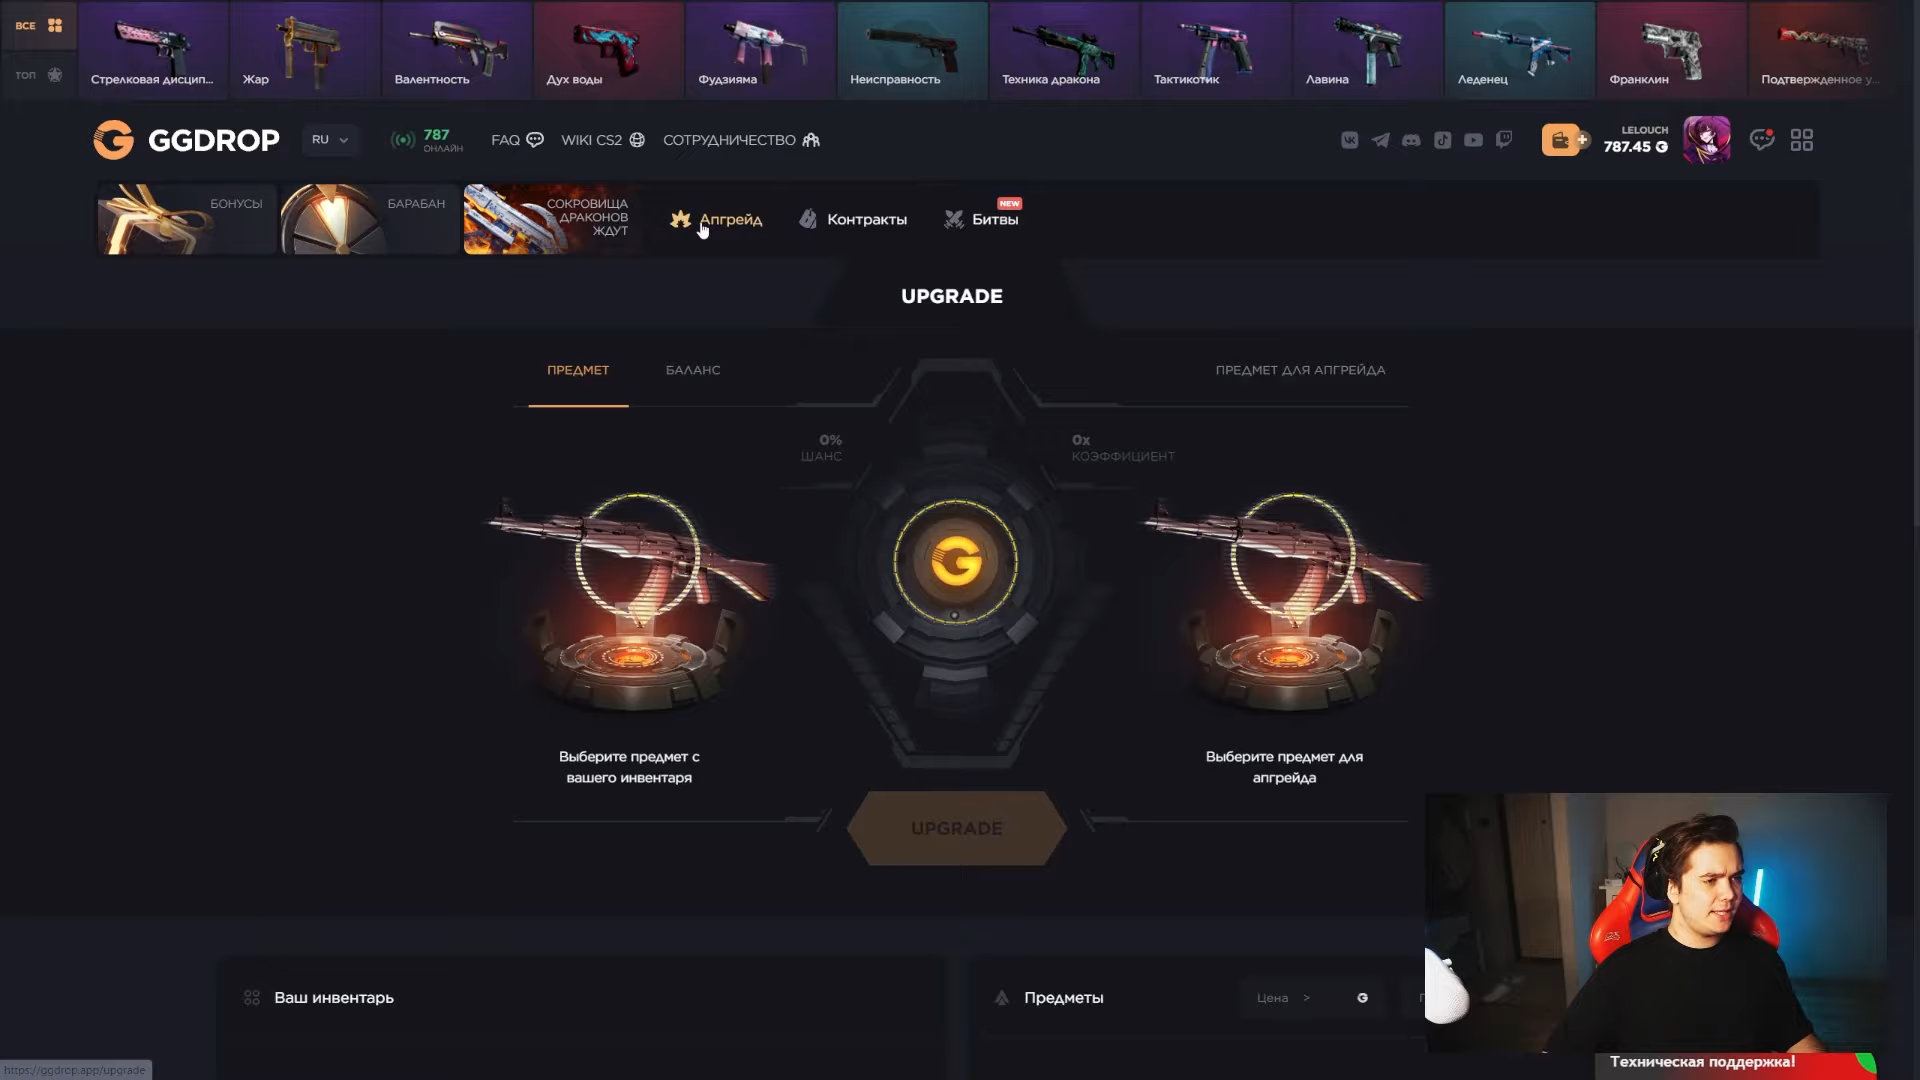 ВСЕ
ТОП
Стрелковая дисцип...
Жар
Валентность
Дух воды
Фудзияма
Неисправность
Техника дракона
Тактикотик
Лавина
Леденец
Франклин
Подтвержденное у...
GGDROP
RU
787
ОНЛАЙН
FAQ
WIKI CS2
СОТРУДНИЧЕСТВО
LELOUCH
787.45
БОНУСЫ
БАРАБАН
СОКРОВИЩА
ДРАКОНОВ
ЖДУТ
Апгрейд
Контракты
Битвы
NEW
UPGRADE
ПРЕДМЕТ
БАЛАНС
ПРЕДМЕТ ДЛЯ АПГРЕЙДА
0%
ШАНС
0x
КОЭФФИЦИЕНТ
Выберите предмет с
вашего инвентаря
Выберите предмет для
апгрейда
UPGRADE
Ваш инвентарь
Предметы
Цена >
https://ggdrop.app/upgrade
Техническая поддержка!